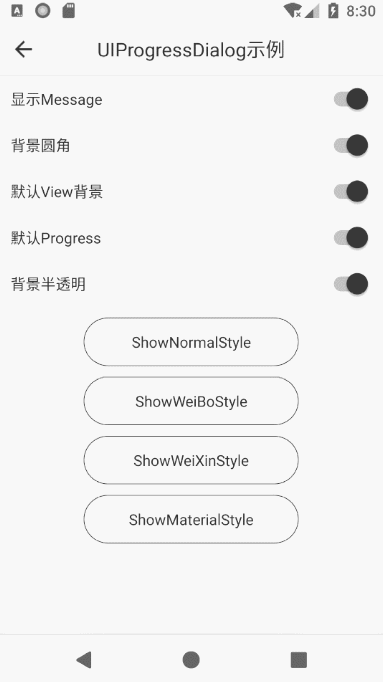 8:30
UIProgressDialog示例
显示Message
背景圆角
默认View背景
默认Progress
背景半透明
ShowNormalStyle
ShowWeiBoStyle
ShowWeiXinStyle
ShowMaterialStyle